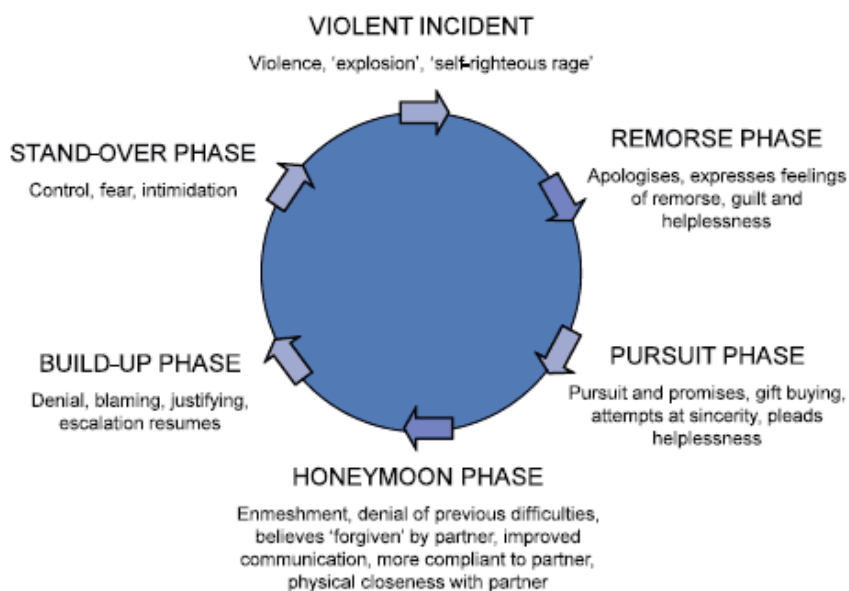 VIOLENT INCIDENT
Violence, 'explosion', 'self-righteous rage'
REMORSE PHASE
Apologises, expresses feelings
of remorse, guilt and
helplessness
PURSUIT PHASE
Pursuit and promises, gift buying,
attempts at sincerity, pleads
helplessness
HONEYMOON PHASE
Enmeshment, denial of previous difficulties,
believes 'forgiven' by partner, improved
communication, more compliant to partner,
physical closeness with partner
BUILD-UP PHASE
Denial, blaming, justifying,
escalation resumes
STAND-OVER PHASE
Control, fear, intimidation